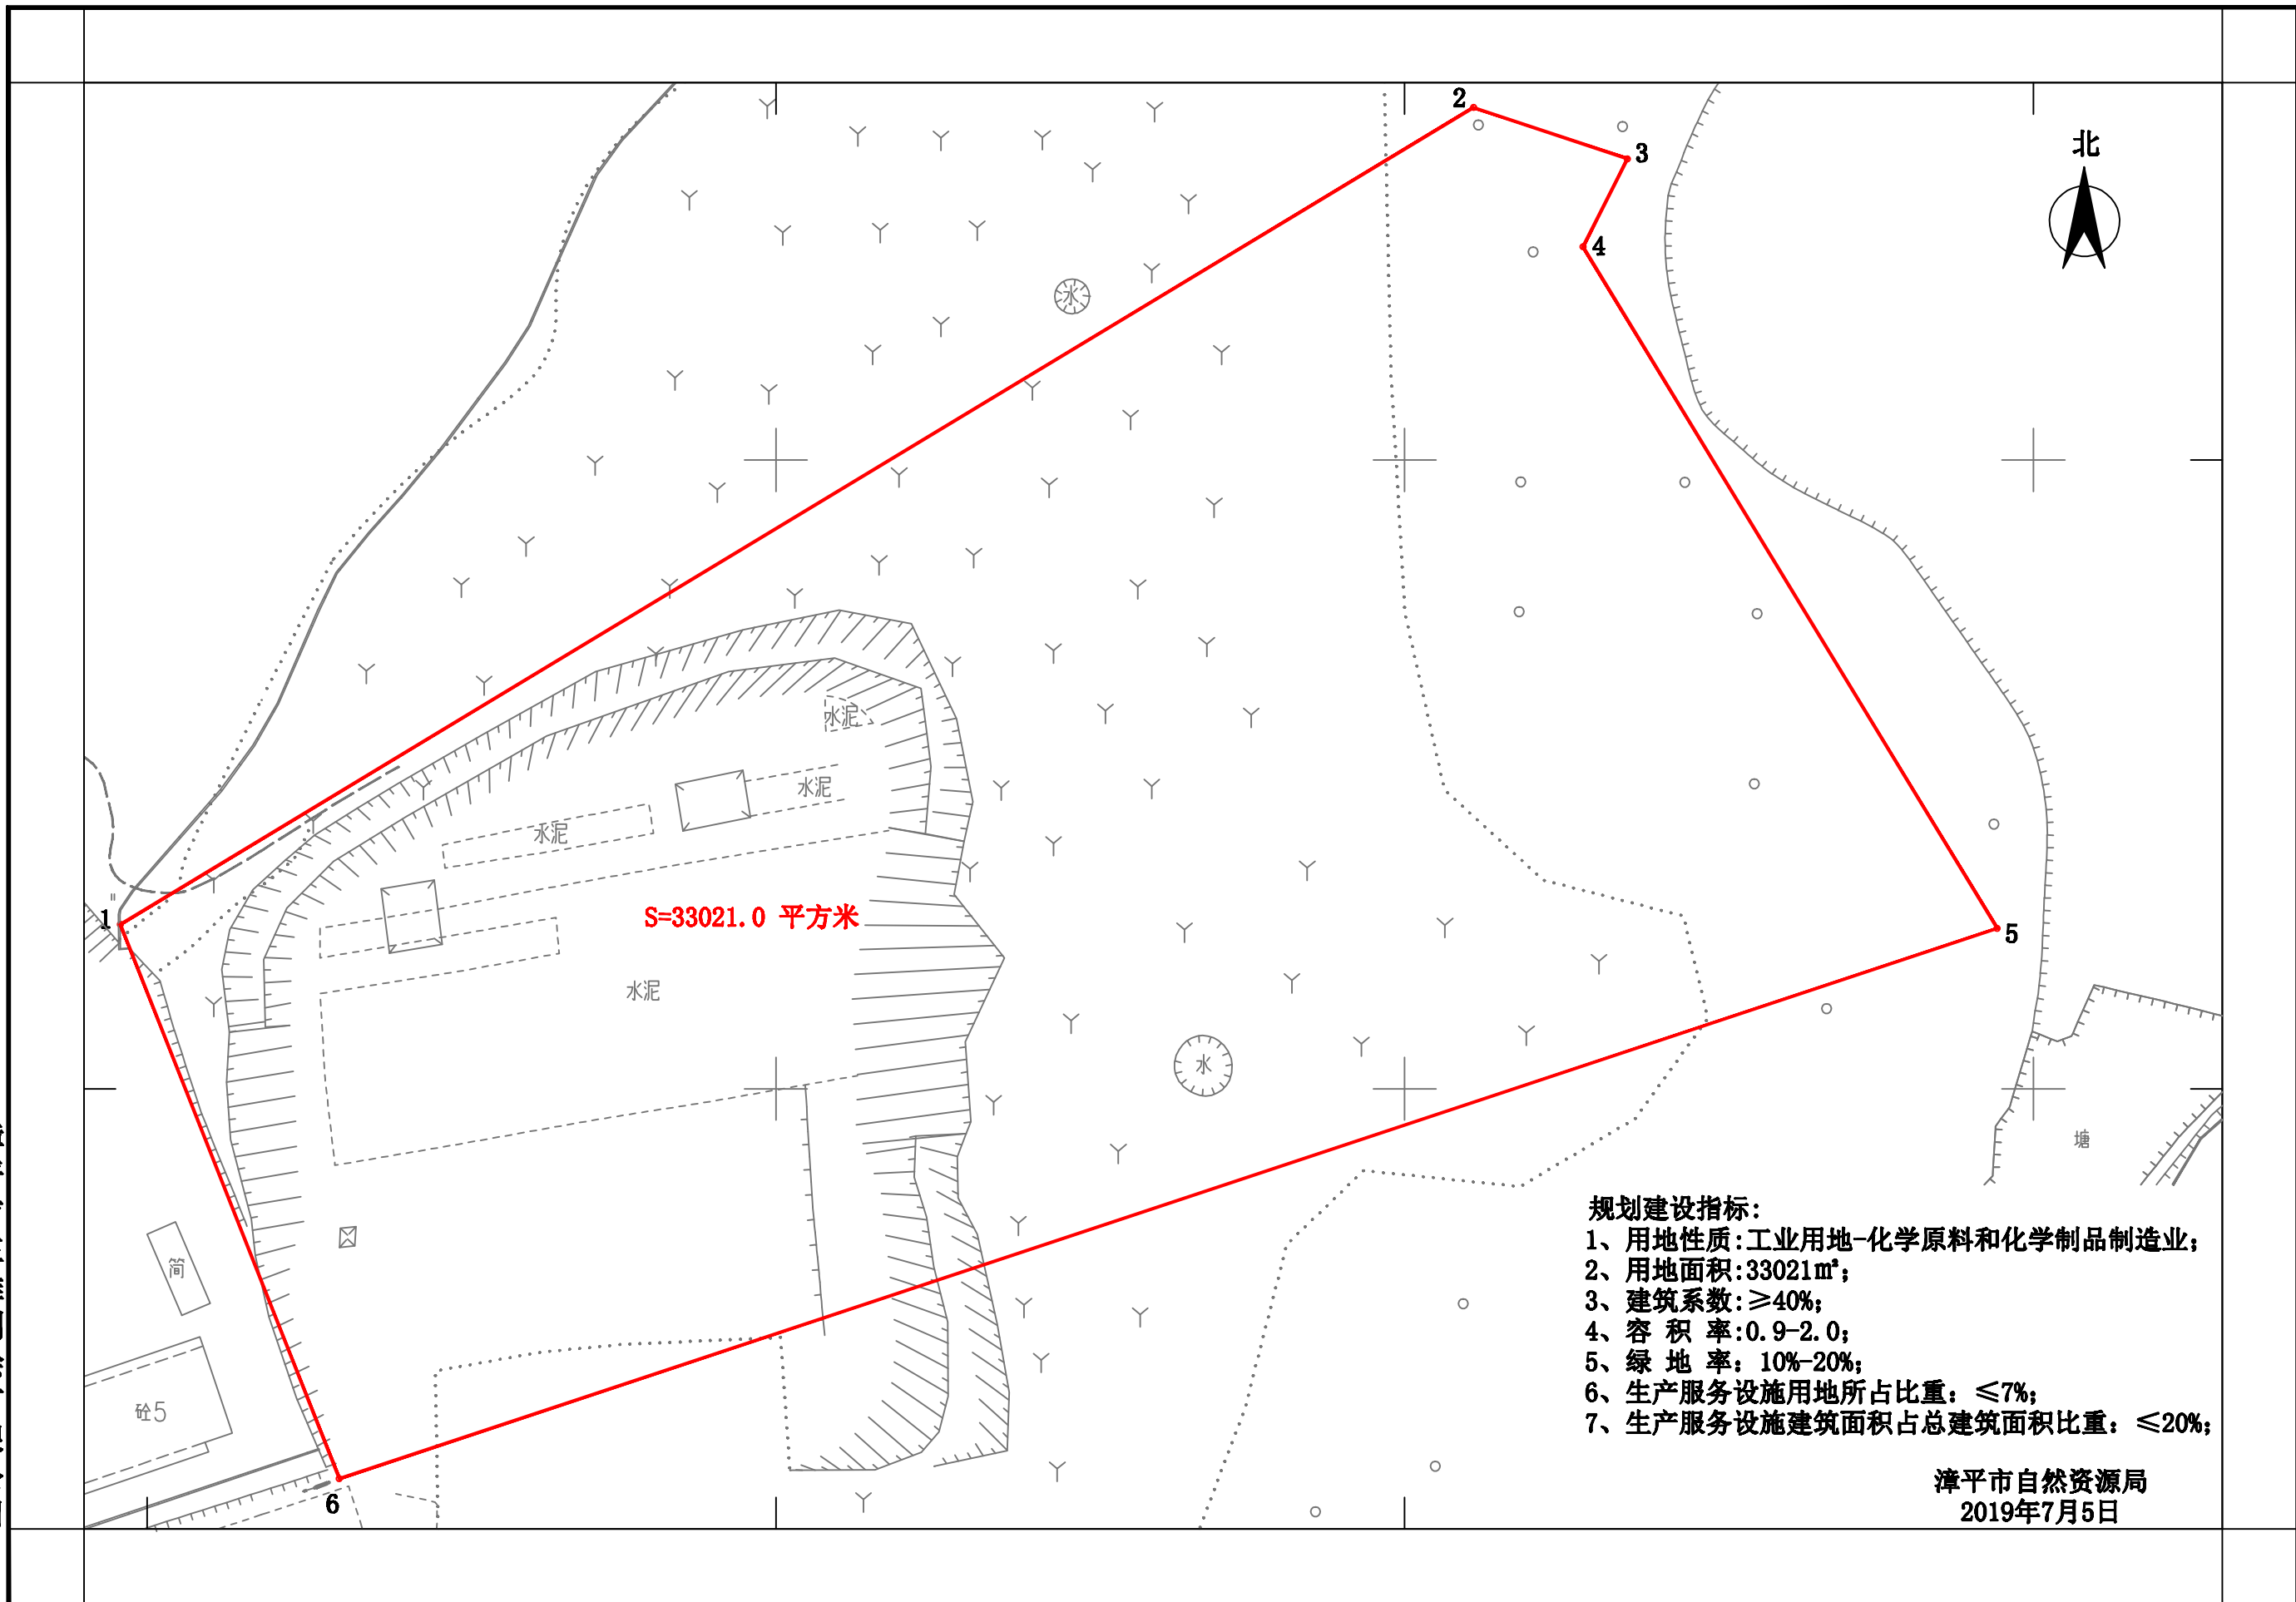 2
3
北
4
水
水泥
水泥
水泥
1
S=33021.0 平方米
5
水泥
水
塘
简
砼5
6
规划建设指标:
1、用地性质:工业用地-化学原料和化学制品制造业;
2、用地面积:33021m²;
3、建筑系数:≥40%;
4、容 积 率:0.9-2.0;
5、绿 地 率: 10%-20%;
6、生产服务设施用地所占比重: ≤7%;
7、生产服务设施建筑面积占总建筑面积比重: ≤20%;
漳平市自然资源局
2019年7月5日